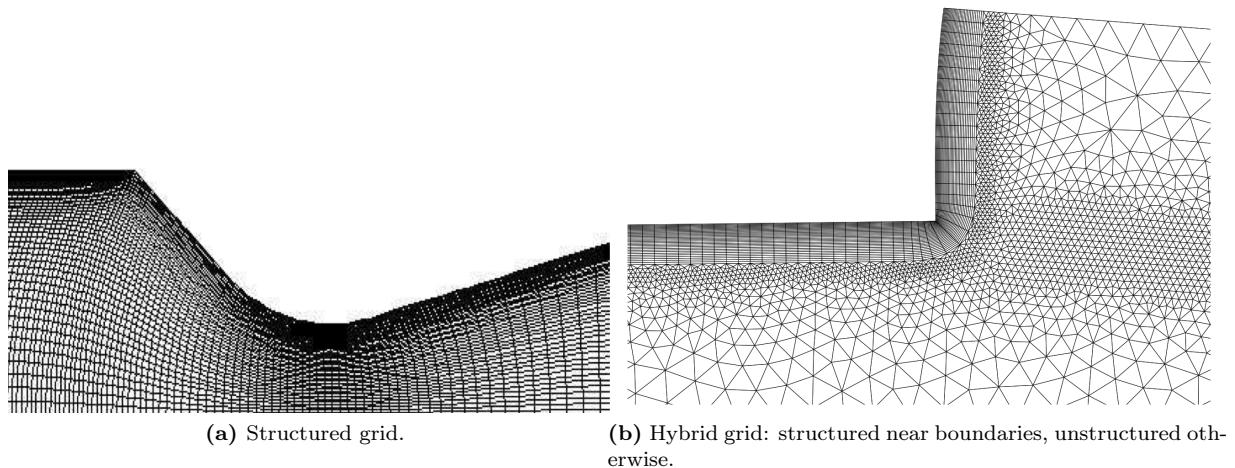 (a) Structured grid.
(b) Hybrid grid: structured near boundaries, unstructured oth-
erwise.